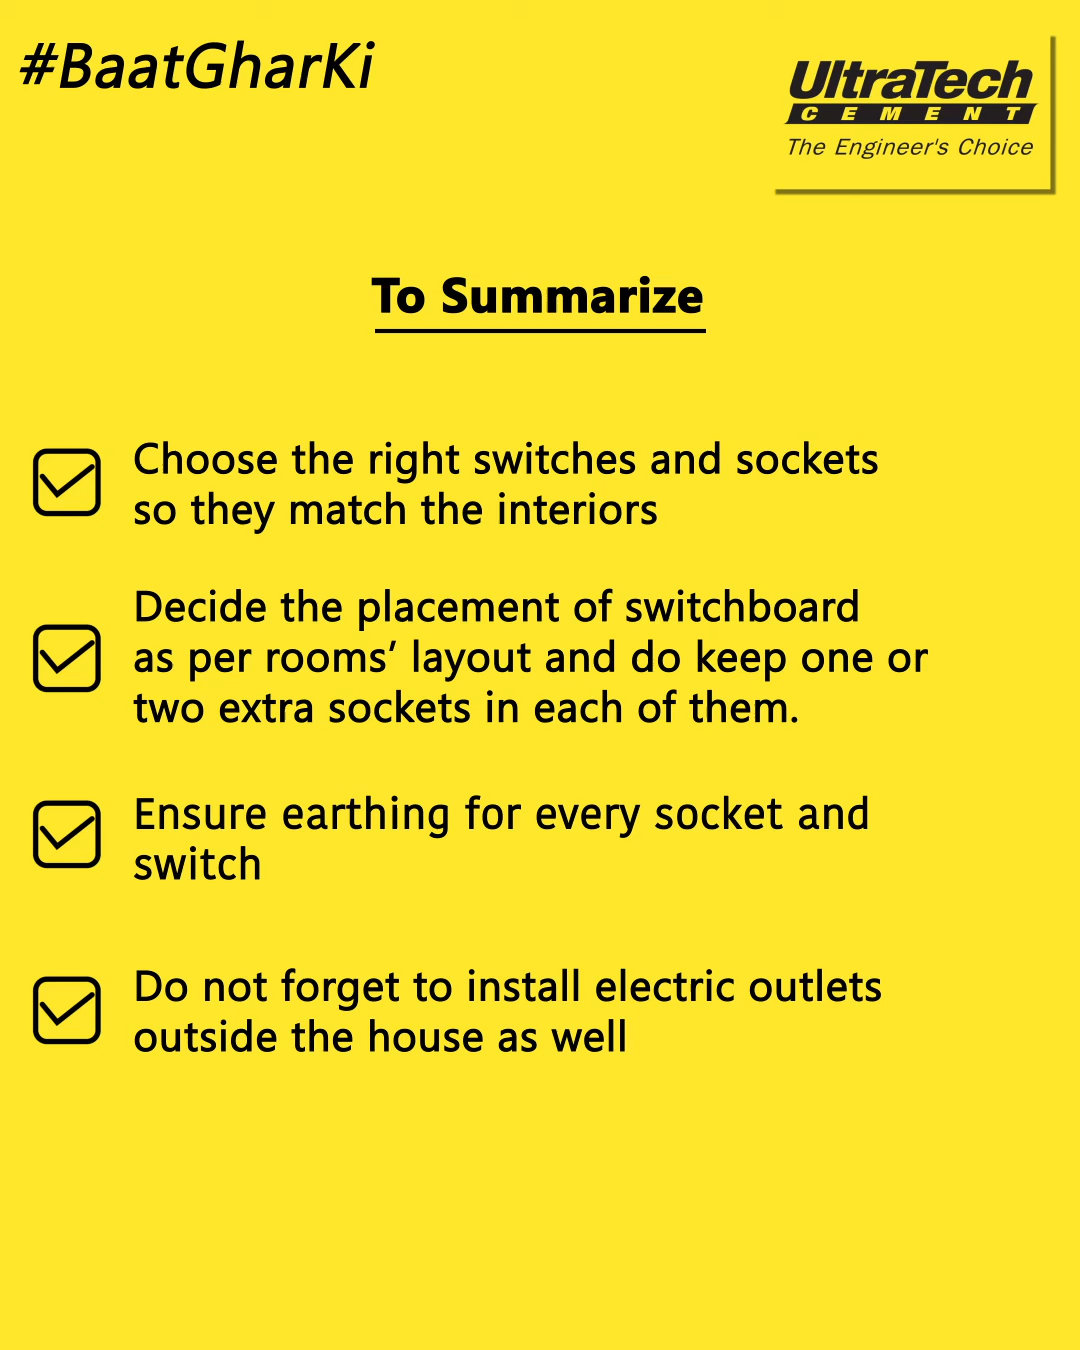 #BaatGharKi
UltraTech
CEMENT
The Engineer's Choice
To Summarize
Choose the right switches and sockets
so they match the interiors
Decide the placement of switchboard
as per rooms’ layout and do keep one or
two extra sockets in each of them.
Ensure earthing for every socket and
switch
Do not forget to install electric outlets
outside the house as well